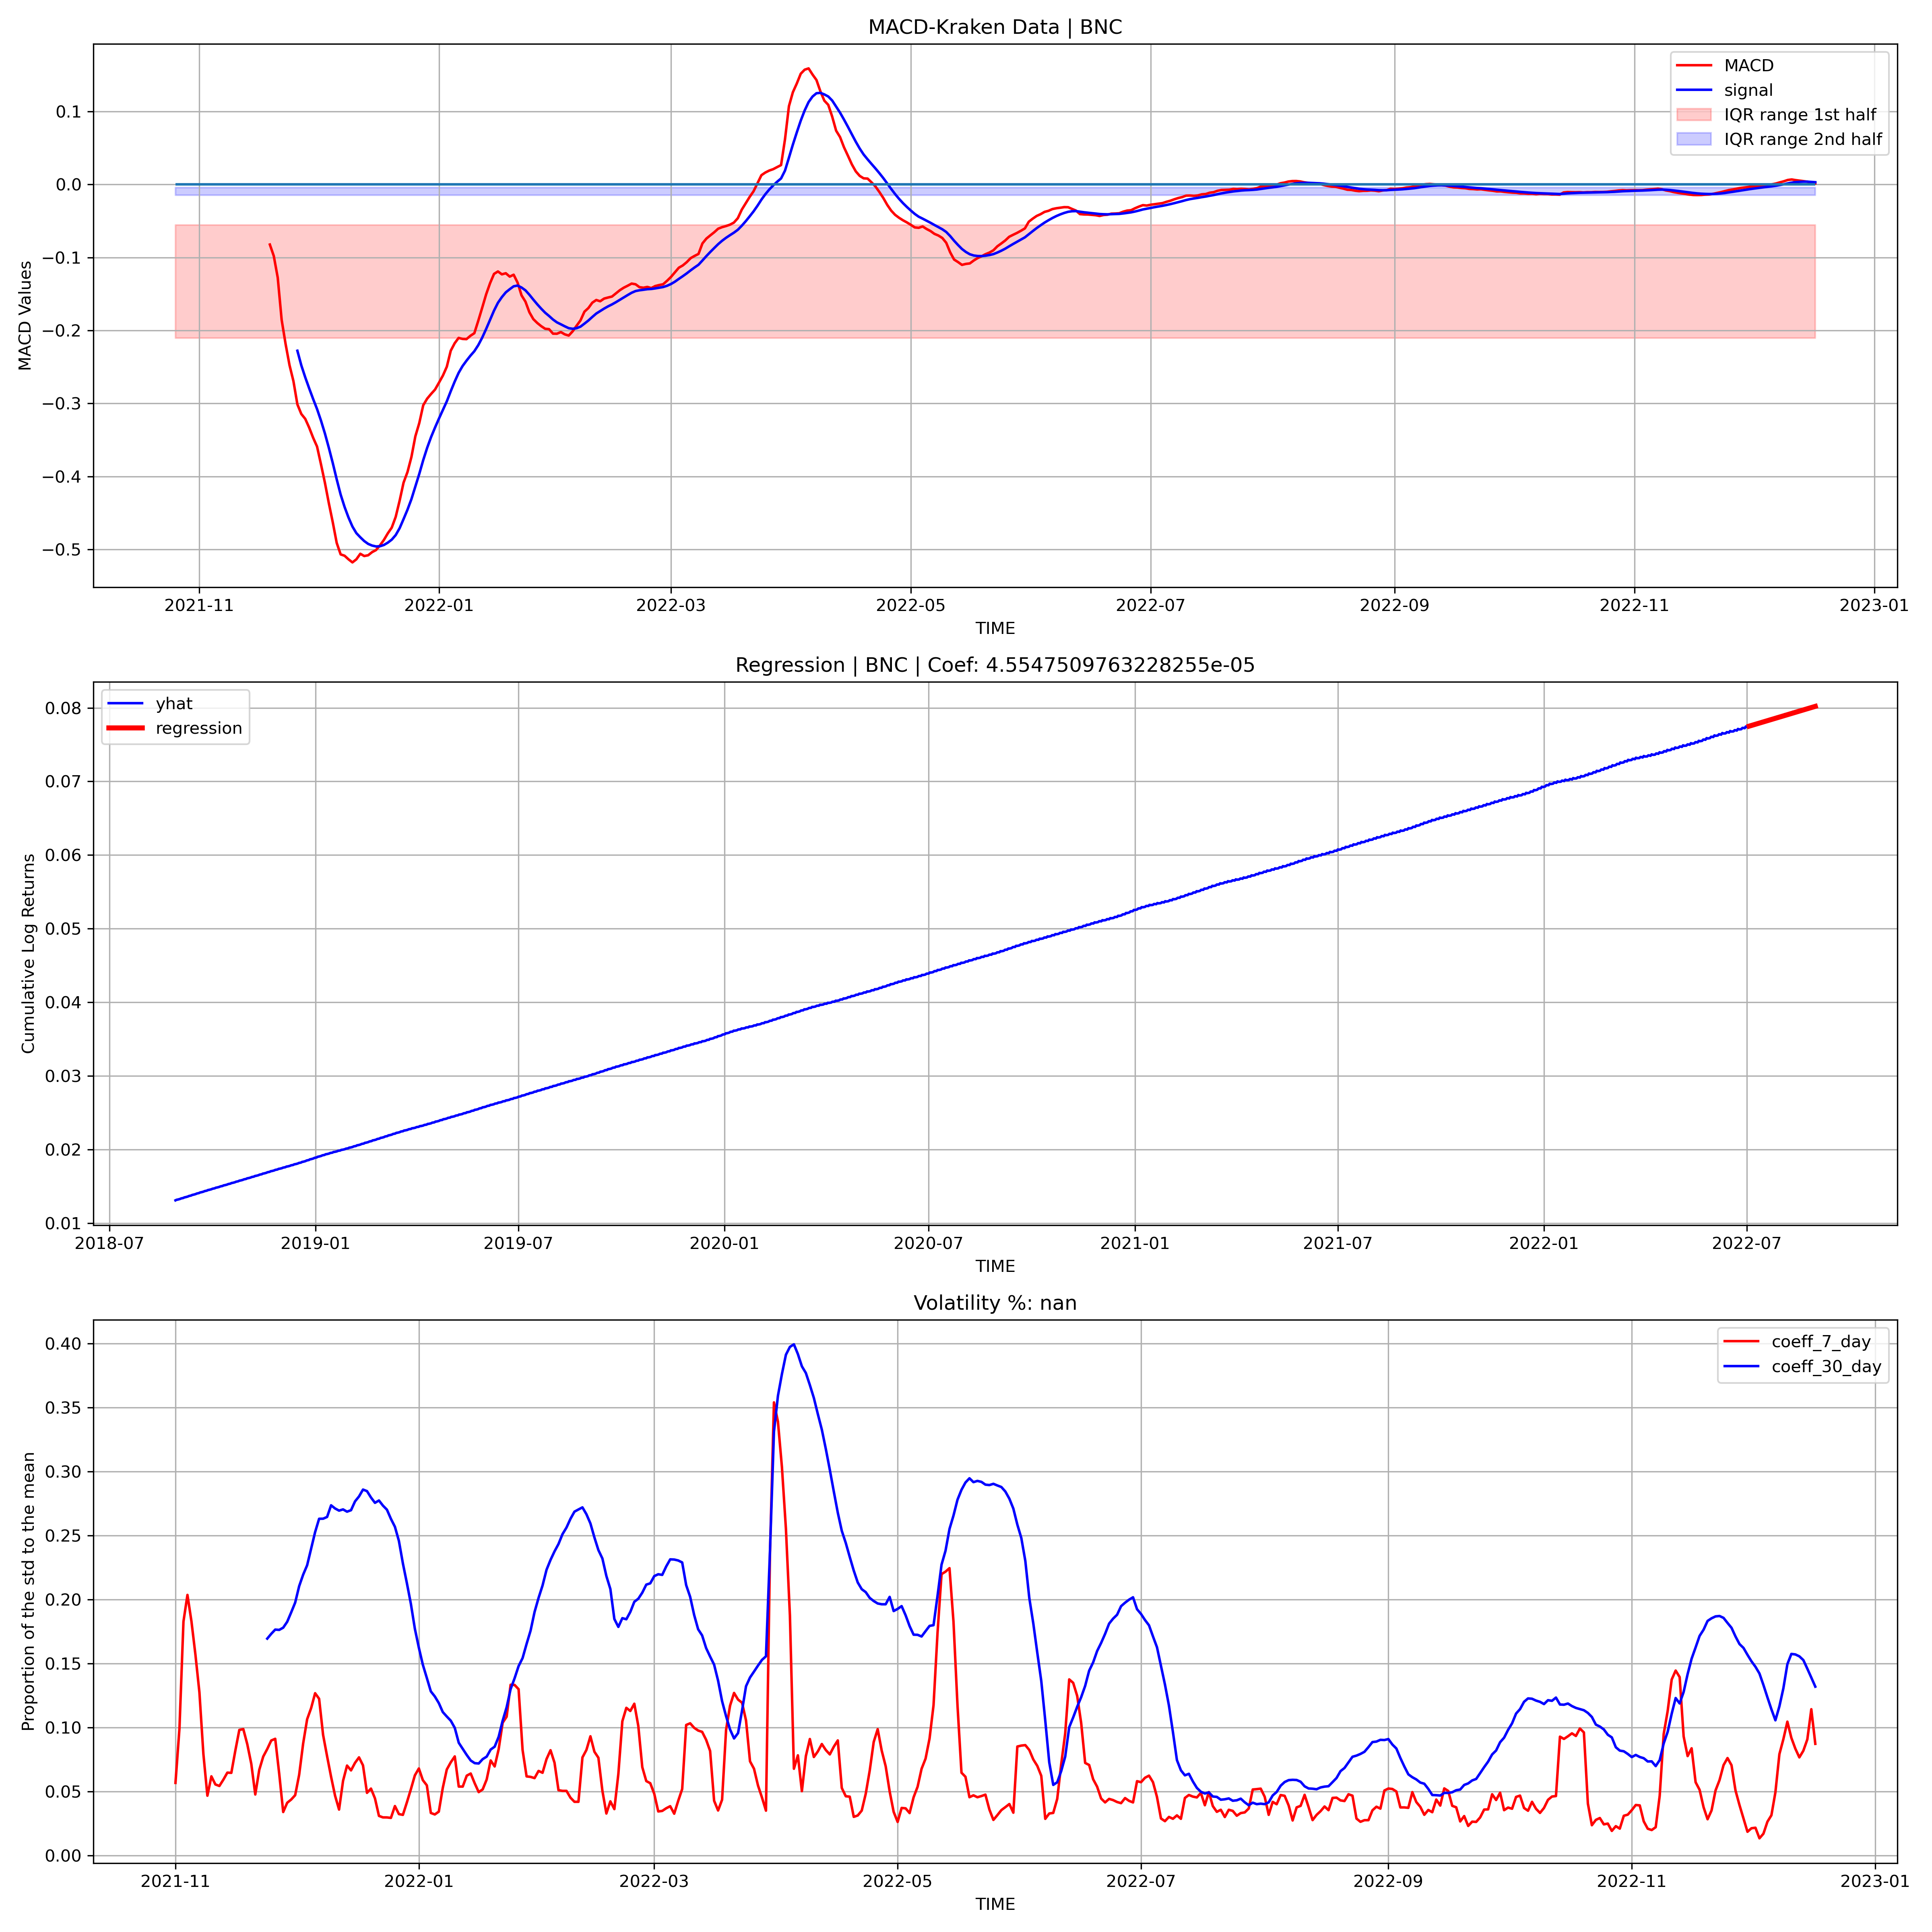 MACD-Kraken Data | BNC
MACD
signal
IQR range 1st half
IQR range 2nd half
0.1
0.0
−0.1
−0.2
−0.3
−0.4
−0.5
MACD Values
2021-11
2022-01
2022-03
2022-05
2022-07
2022-09
2022-11
2023-01
TIME
Regression | BNC | Coef: 4.5547509763228255e-05
yhat
regression
0.08
0.07
0.06
0.05
0.04
0.03
0.02
0.01
Cumulative Log Returns
2018-07
2019-01
2019-07
2020-01
2020-07
2021-01
2021-07
2022-01
2022-07
TIME
Volatility %: nan
coeff_7_day
coeff_30_day
0.40
0.35
0.30
0.25
0.20
0.15
0.10
0.05
0.00
Proportion of the std to the mean
2021-11
2022-01
2022-03
2022-05
2022-07
2022-09
2022-11
2023-01
TIME